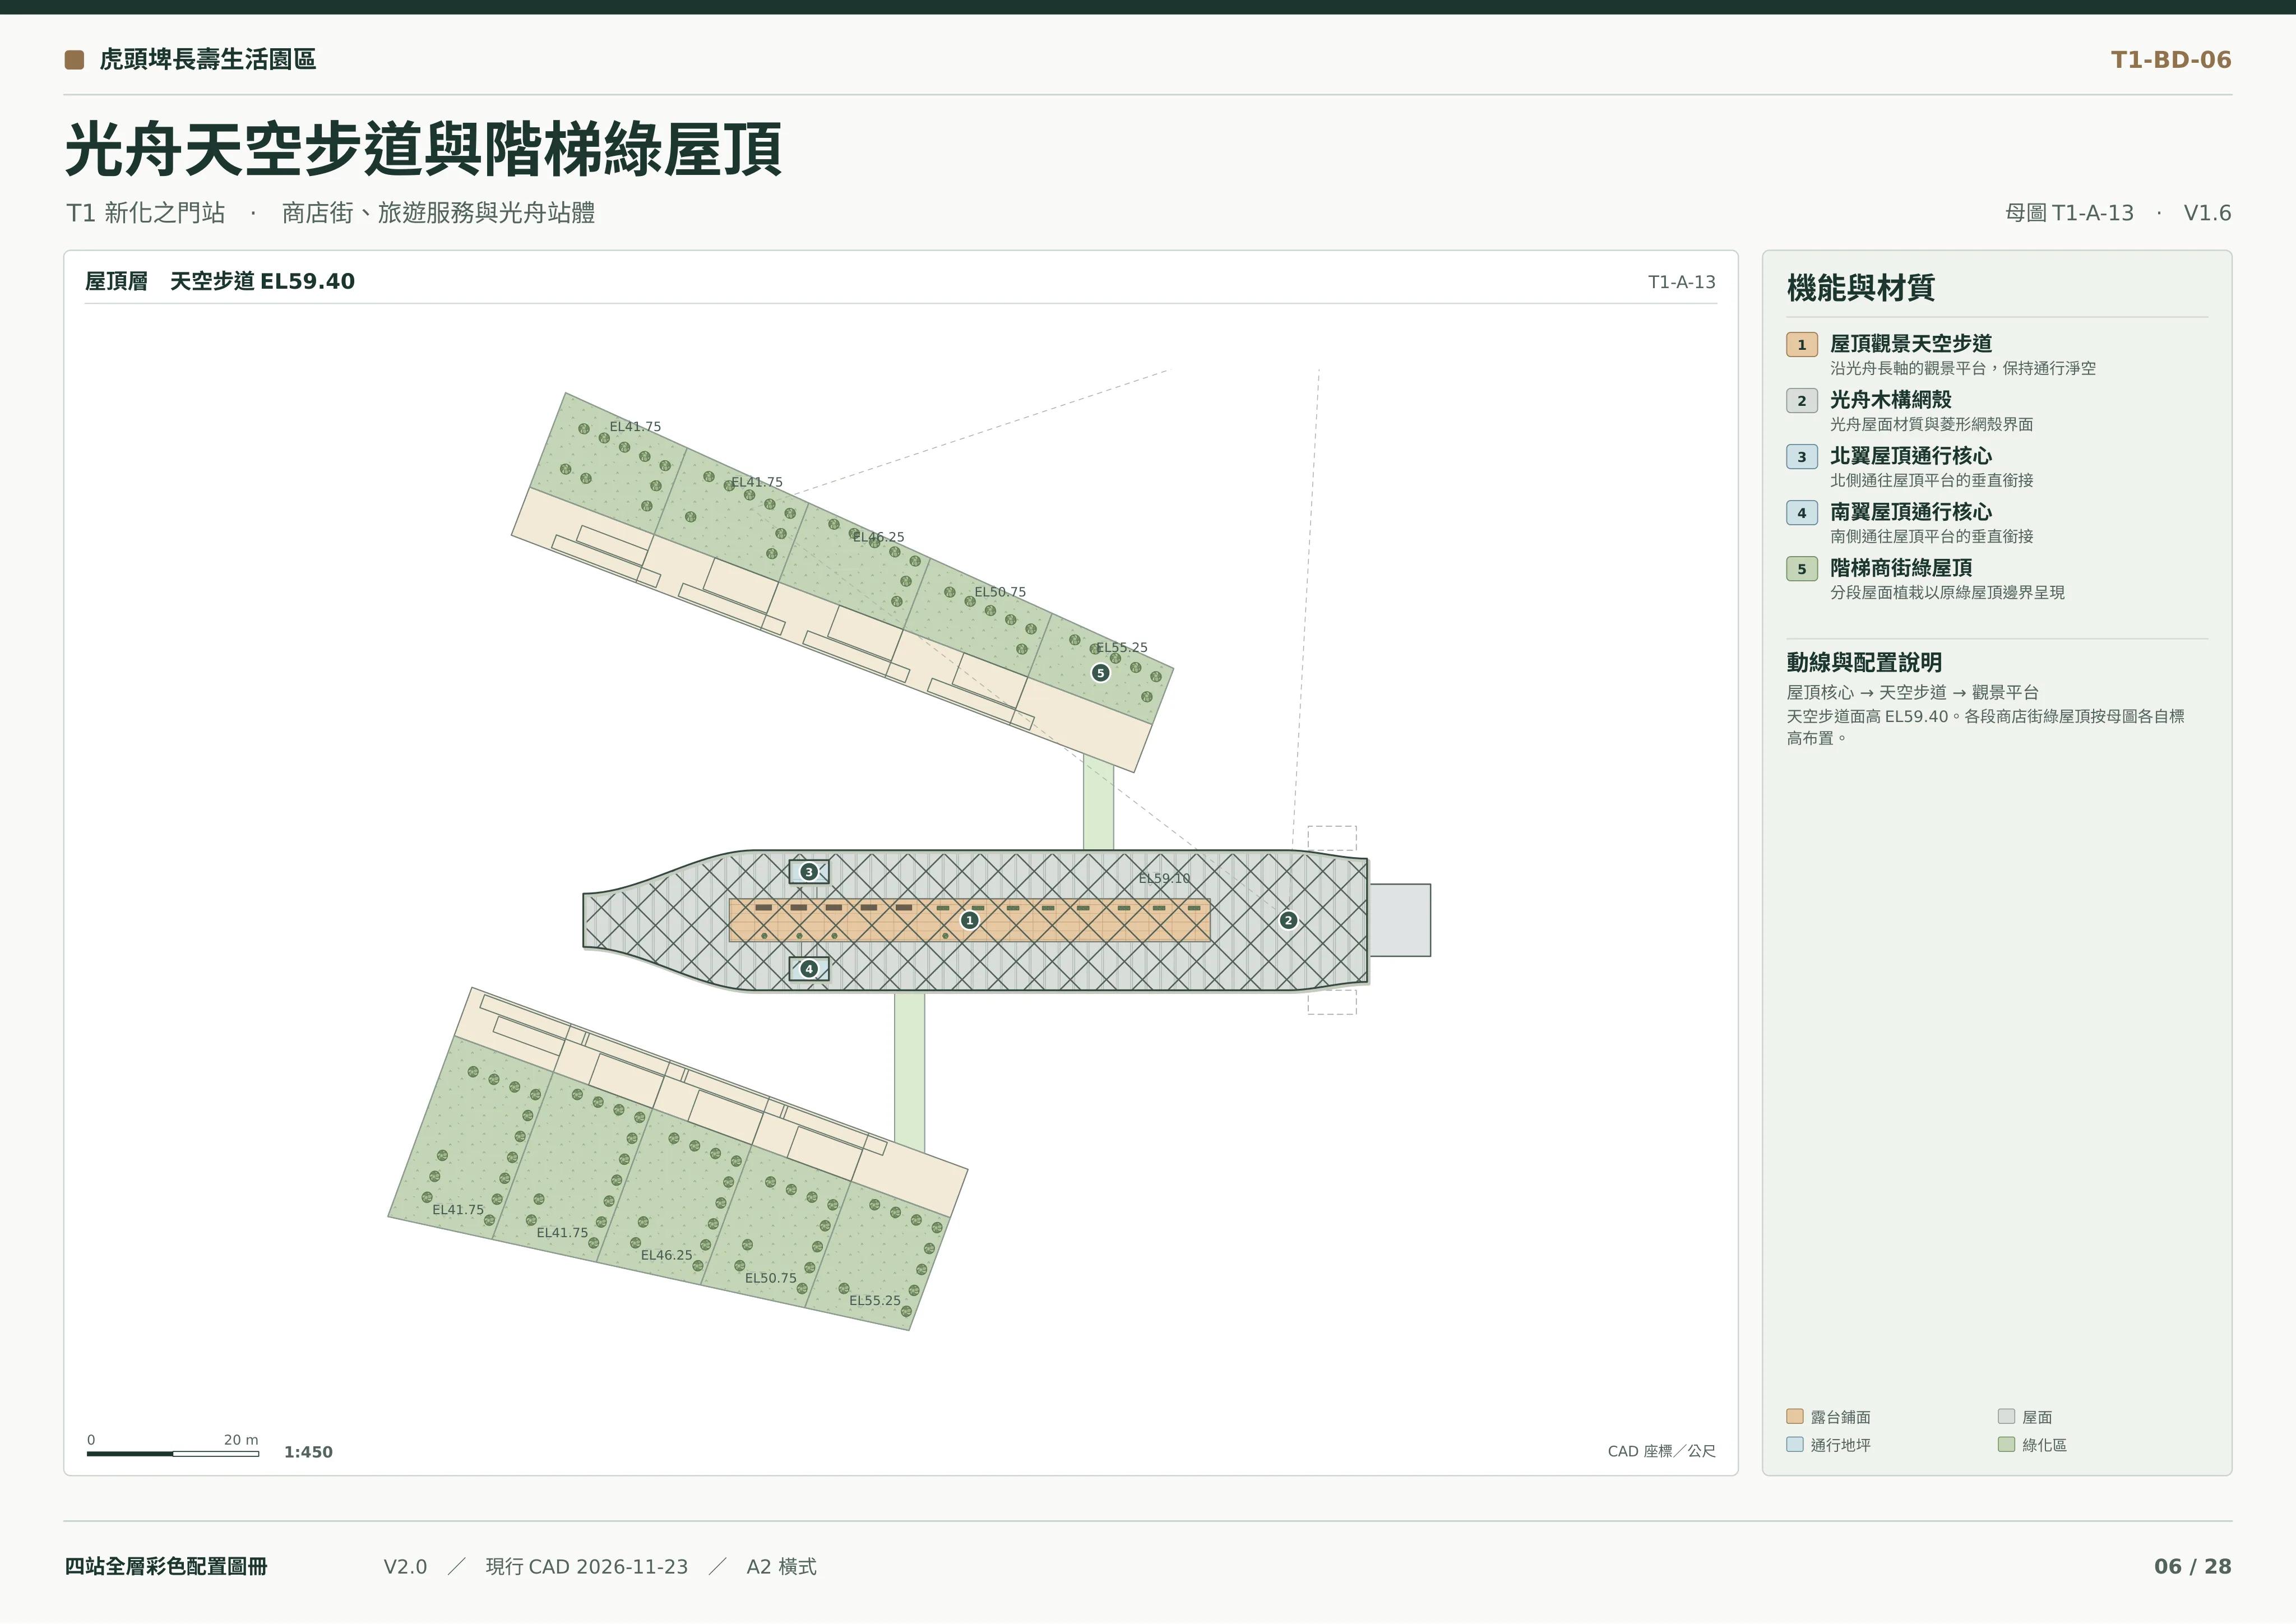 虎頭埤長壽生活園區
T1-BD-06
光舟天空步道與階梯綠屋頂
T1 新化之門站 · 商店街、旅遊服務與光舟站體
母圖 T1-A-13 · V1.6
屋頂層 天空步道 EL59.40
T1-A-13
EL41.75
EL41.75
EL46.25
EL50.75
EL55.25
5
3
EL59.10
1
2
4
EL41.75
EL41.75
EL46.25
EL50.75
EL55.25
0 20 m
1:450
CAD 座標／公尺
機能與材質
1 屋頂觀景天空步道
沿光舟長軸的觀景平台，保持通行淨空
2 光舟木構網殼
光舟屋面材質與菱形網殼界面
3 北翼屋頂通行核心
北側通往屋頂平台的垂直銜接
4 南翼屋頂通行核心
南側通往屋頂平台的垂直銜接
5 階梯商街綠屋頂
分段屋面植栽以原綠屋頂邊界呈現
動線與配置說明
屋頂核心 → 天空步道 → 觀景平台
天空步道面高 EL59.40。各段商店街綠屋頂按母圖各自標
高布置。
露台鋪面
屋面
通行地坪
綠化區
四站全層彩色配置圖冊
V2.0 ／ 現行 CAD 2026-11-23 ／ A2 橫式
06 / 28